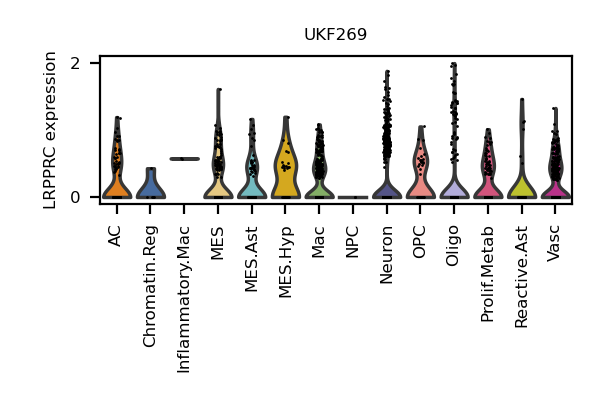 UKF269
LRPPRC expression
2
0
AC
Chromatin.Reg
Inflammatory.Mac
MES
MES.Ast
MES.Hyp
Mac
NPC
Neuron
OPC
Oligo
Prolif.Metab
Reactive.Ast
Vasc